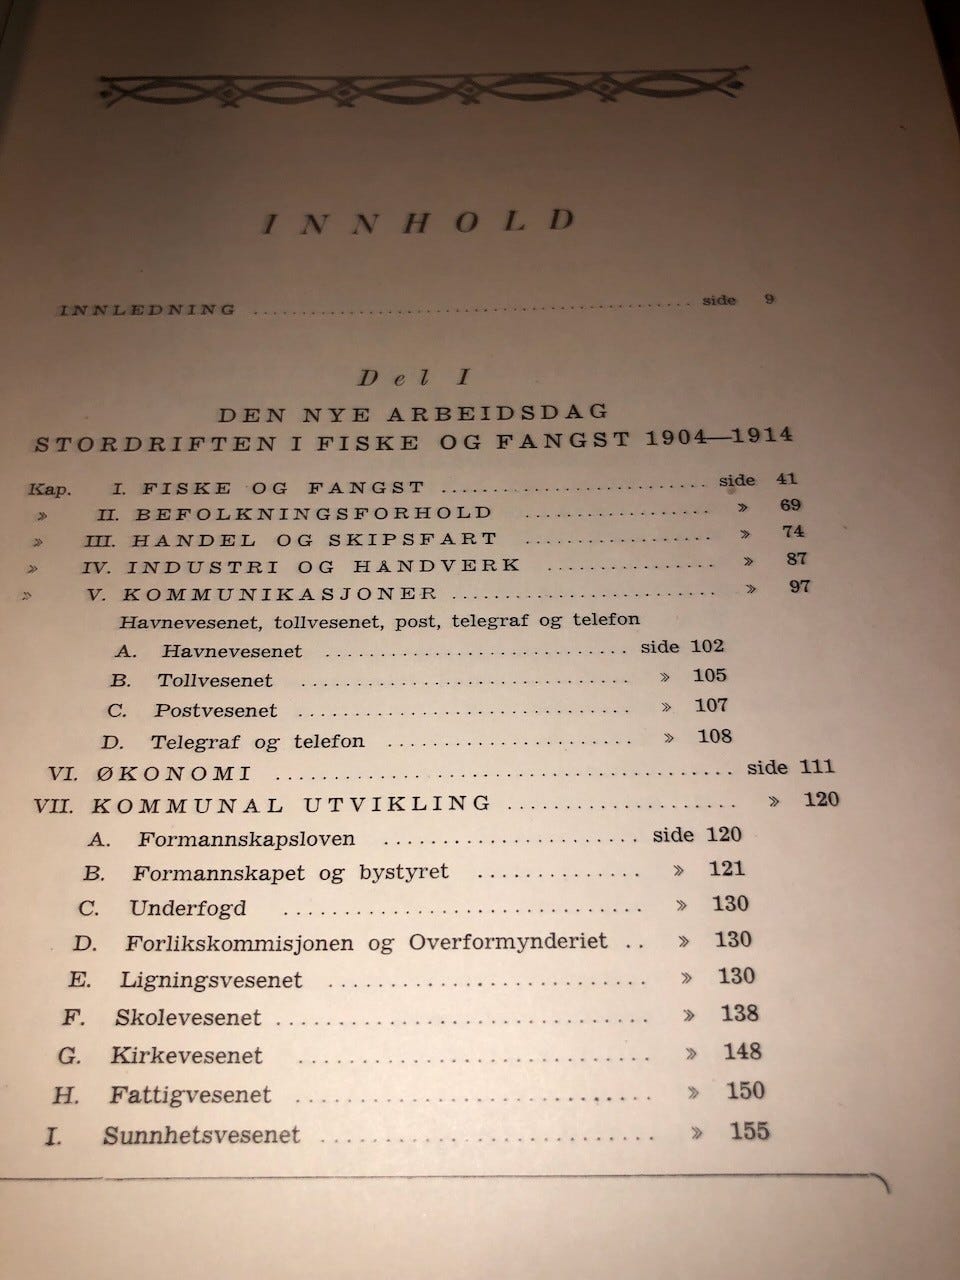 INNHOLD
INNLEDNING ........................................ side 9
Del I
DEN NYE ARBEIDSDAG
STORDRIFTEN I FISKE OG FANGST 1904—1914
Kap. I. FISKE OG FANGST .......................... side 41
» II. BEFOLKNINGSFORHOLD .................. » 69
» III. HANDEL OG SKIPSFART .................. » 74
» IV. INDUSTRI OG HANDVERK ................ » 87
» V. KOMMUNIKASJONER ......................... » 97
Havnevesenet, tollvesenet, post, telegraf og telefon
A. Havnevesenet ............................ side 102
B. Tollvesenet .............................. » 105
C. Postvesenet .............................. » 107
D. Telegraf og telefon ...................... » 108
VI. ØKONOMI ........................................ side 111
VII. KOMMUNAL UTVIKLING ..................... » 120
A. Formannskapsloven ....................... side 120
B. Formannskapet og bystyret .............. » 121
C. Underfogd ................................ » 130
D. Forlikskommisjonen og Overformynderiet .. » 130
E. Ligningsvesenet ........................... » 130
F. Skolevesenet ............................... » 138
G. Kirkevesenet .............................. » 148
H. Fattigvesenet .............................. » 150
I. Sunnhetsvesenet ........................... » 155